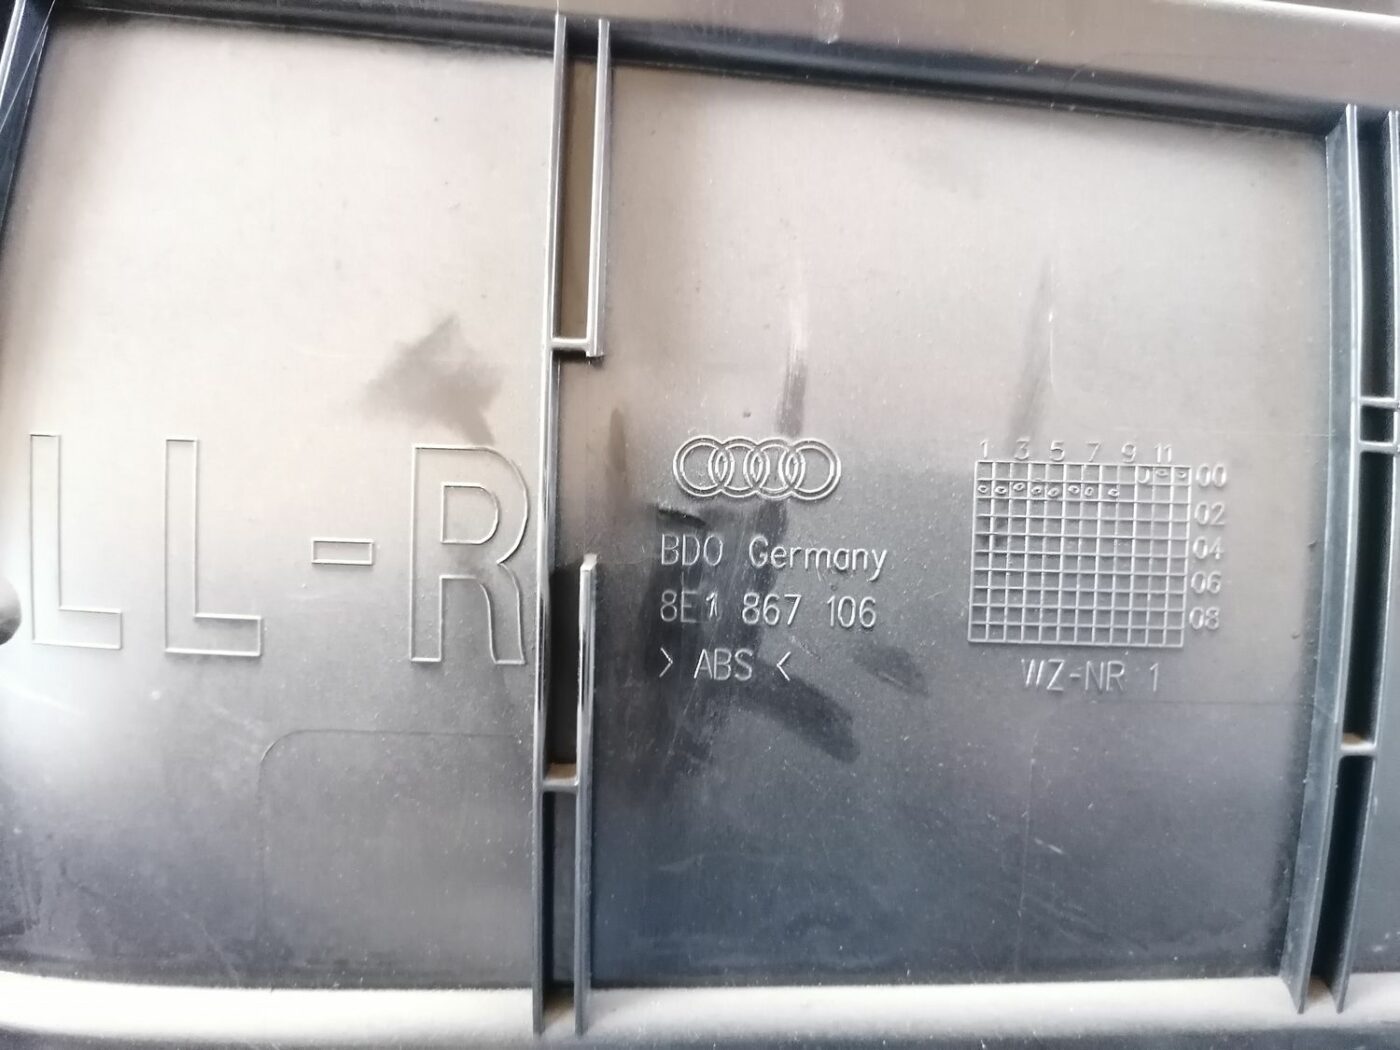 LL-R
BDO Germany
8E1 867 106
> ABS <
1 3 5 7 9 11
00
02
04
06
08
WZ-NR 1